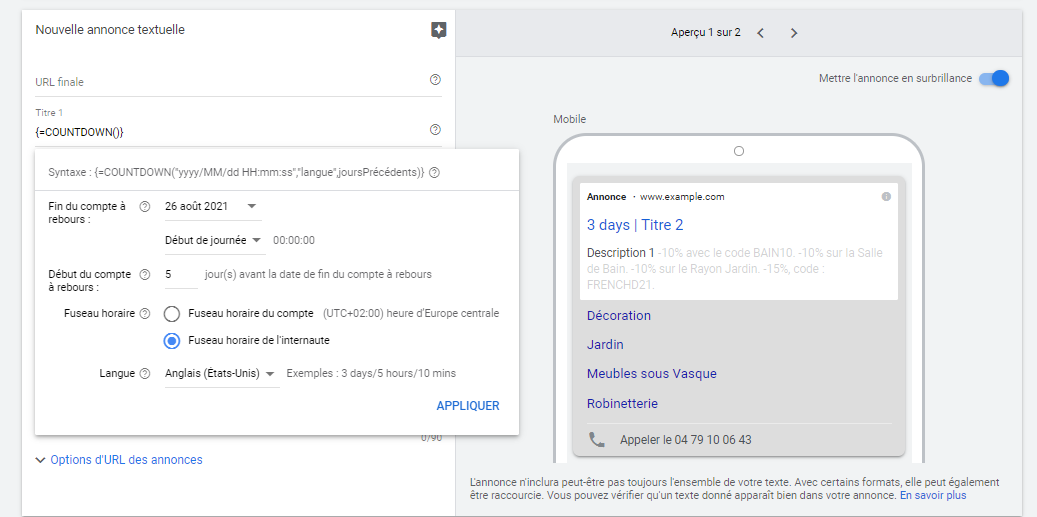 Nouvelle annonce textuelle
URL finale
Titre 1
{=COUNTDOWN()}
Syntaxe : {=COUNTDOWN("yyyy/MM/dd HH:mm:ss","langue",joursPrécédents)}
Fin du compte à
rebours :
26 août 2021
Début de journée 00:00:00
Début du compte
à rebours :
5 jour(s) avant la date de fin du compte à rebours
Fuseau horaire
Fuseau horaire du compte (UTC+02:00) heure d'Europe centrale
Fuseau horaire de l'internaute
Langue
Anglais (États-Unis) Exemples : 3 days/5 hours/10 mins
APPLIQUER
0/90
Options d'URL des annonces
Aperçu 1 sur 2
Mettre l'annonce en surbrillance
Mobile
Annonce · www.example.com
3 days | Titre 2
Description 1 -10% avec le code BAIN10. -10% sur la Salle
de Bain. -10% sur le Rayon Jardin. -15%, code :
FRENCHD21.
Décoration
Jardin
Meubles sous Vasque
Robinetterie
Appeler le 04 79 10 06 43
L'annonce n'inclura peut-être pas toujours l'ensemble de votre texte. Avec certains formats, elle peut également
être raccourcie. Vous pouvez vérifier qu'un texte donné apparaît bien dans votre annonce. En savoir plus